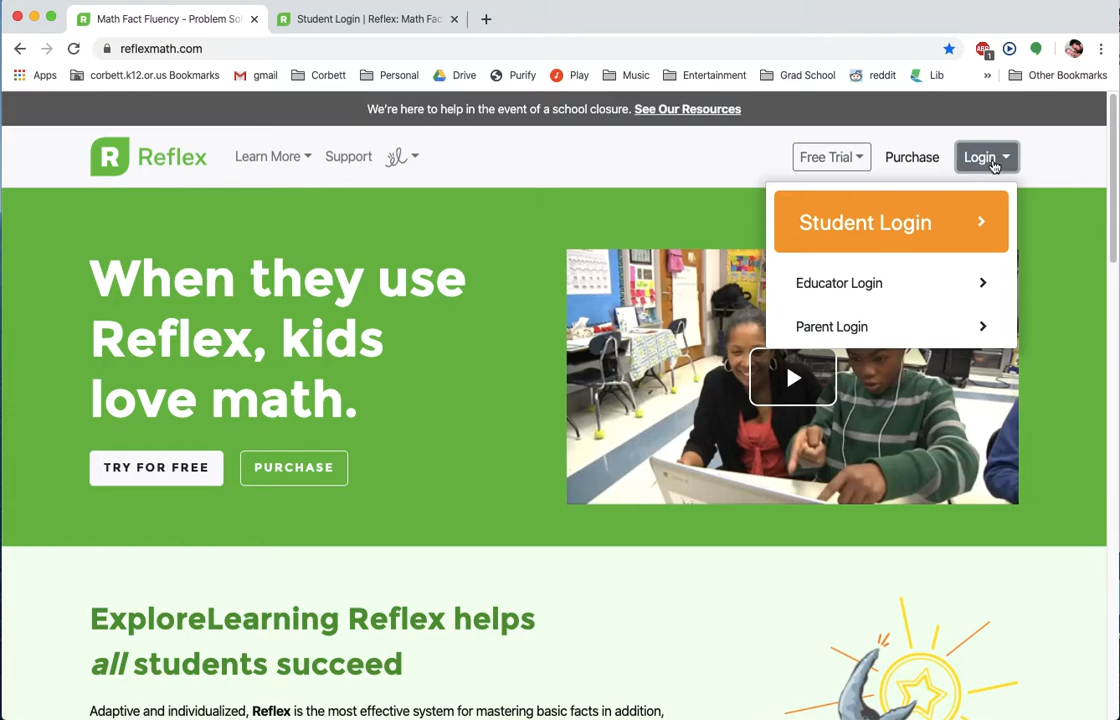 Math Fact Fluency - Problem Sol
Student Login | Reflex: Math Fac
reflexmath.com
ABP
1
Apps
corbett.k12.or.us Bookmarks
gmail
Corbett
Personal
Drive
Purify
Play
Music
Entertainment
Grad School
reddit
Lib
»
Other Bookmarks
We're here to help in the event of a school closure. See Our Resources
R Reflex
Learn More
Support
el
Free Trial
Purchase
Login
Student Login
Educator Login
Parent Login
When they use
Reflex, kids
love math.
TRY FOR FREE
PURCHASE
ExploreLearning Reflex helps
all students succeed
Adaptive and individualized, Reflex is the most effective system for mastering basic facts in addition,